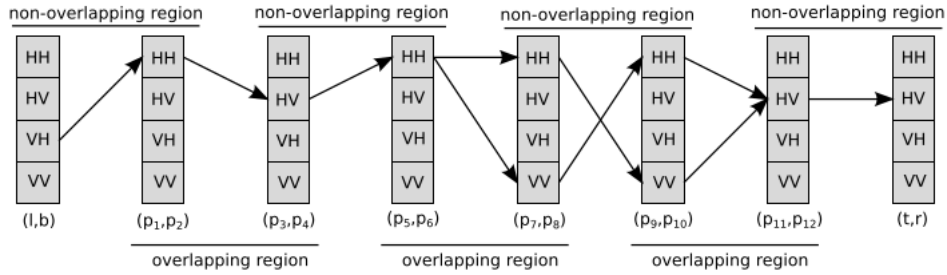 non-overlapping region non-overlapping region non-overlapping region non-overlapping region
HH HH HH HH HH HH HH HH
HV HV HV HV HV HV HV
VH VH VH VH VH VH VH
VV VV VV VV VV VV VV VV
(l,b) (p₁,p₂) (p₃,p₄) (p₅,p₆) (p₇,p₈) (p₉,p₁₀) (p₁₁,p₁₂) (t,r)
overlapping region overlapping region overlapping region